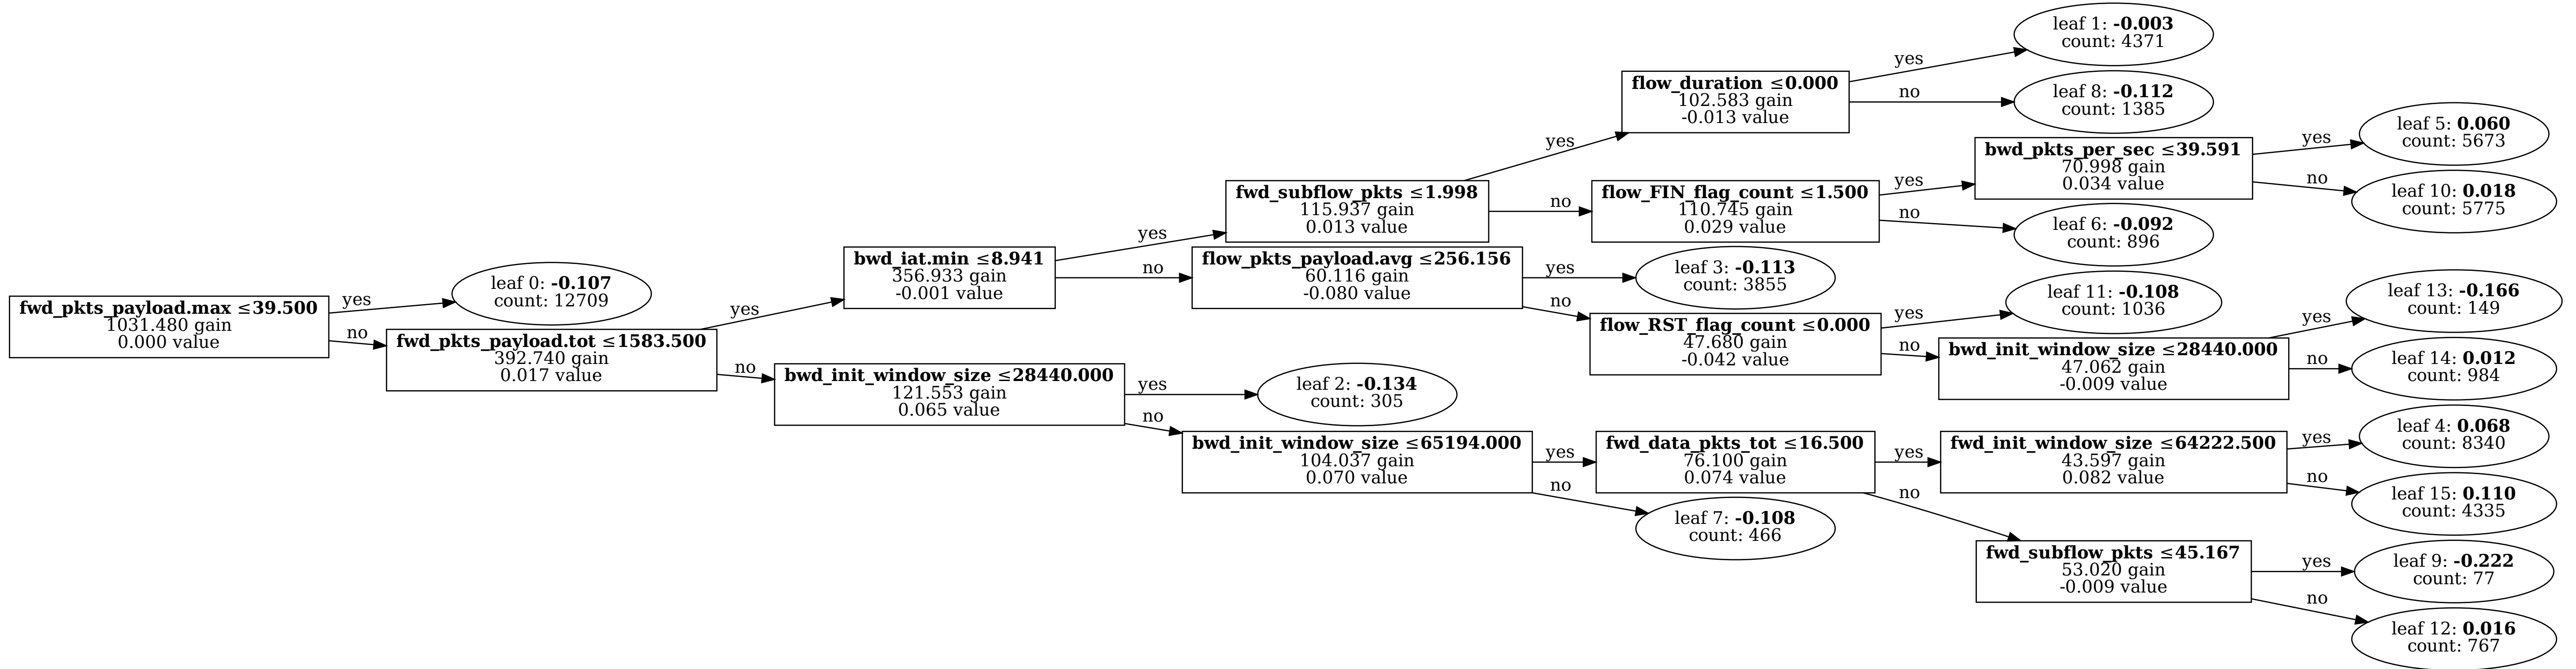 fwd_pkts_payload.max ≤39.500
1031.480 gain
0.000 value
yes
no
leaf 0: -0.107
count: 12709
fwd_pkts_payload.tot ≤1583.500
392.740 gain
0.017 value
yes
no
bwd_iat.min ≤8.941
356.933 gain
-0.001 value
yes
no
bwd_init_window_size ≤28440.000
121.553 gain
0.065 value
yes
no
fwd_subflow_pkts ≤1.998
115.937 gain
0.013 value
yes
no
flow_pkts_payload.avg ≤256.156
60.116 gain
-0.080 value
yes
no
leaf 2: -0.134
count: 305
bwd_init_window_size ≤65194.000
104.037 gain
0.070 value
yes
no
flow_duration ≤0.000
102.583 gain
-0.013 value
yes
no
flow_FIN_flag_count ≤1.500
110.745 gain
0.029 value
yes
no
leaf 3: -0.113
count: 3855
flow_RST_flag_count ≤0.000
47.680 gain
-0.042 value
yes
no
fwd_data_pkts_tot ≤16.500
76.100 gain
0.074 value
yes
no
leaf 7: -0.108
count: 466
leaf 1: -0.003
count: 4371
leaf 8: -0.112
count: 1385
bwd_pkts_per_sec ≤39.591
70.998 gain
0.034 value
yes
no
leaf 6: -0.092
count: 896
leaf 11: -0.108
count: 1036
bwd_init_window_size ≤28440.000
47.062 gain
-0.009 value
yes
no
fwd_init_window_size ≤64222.500
43.597 gain
0.082 value
yes
no
fwd_subflow_pkts ≤45.167
53.020 gain
-0.009 value
yes
no
leaf 5: 0.060
count: 5673
leaf 10: 0.018
count: 5775
leaf 13: -0.166
count: 149
leaf 14: 0.012
count: 984
leaf 4: 0.068
count: 8340
leaf 15: 0.110
count: 4335
leaf 9: -0.222
count: 77
leaf 12: 0.016
count: 767